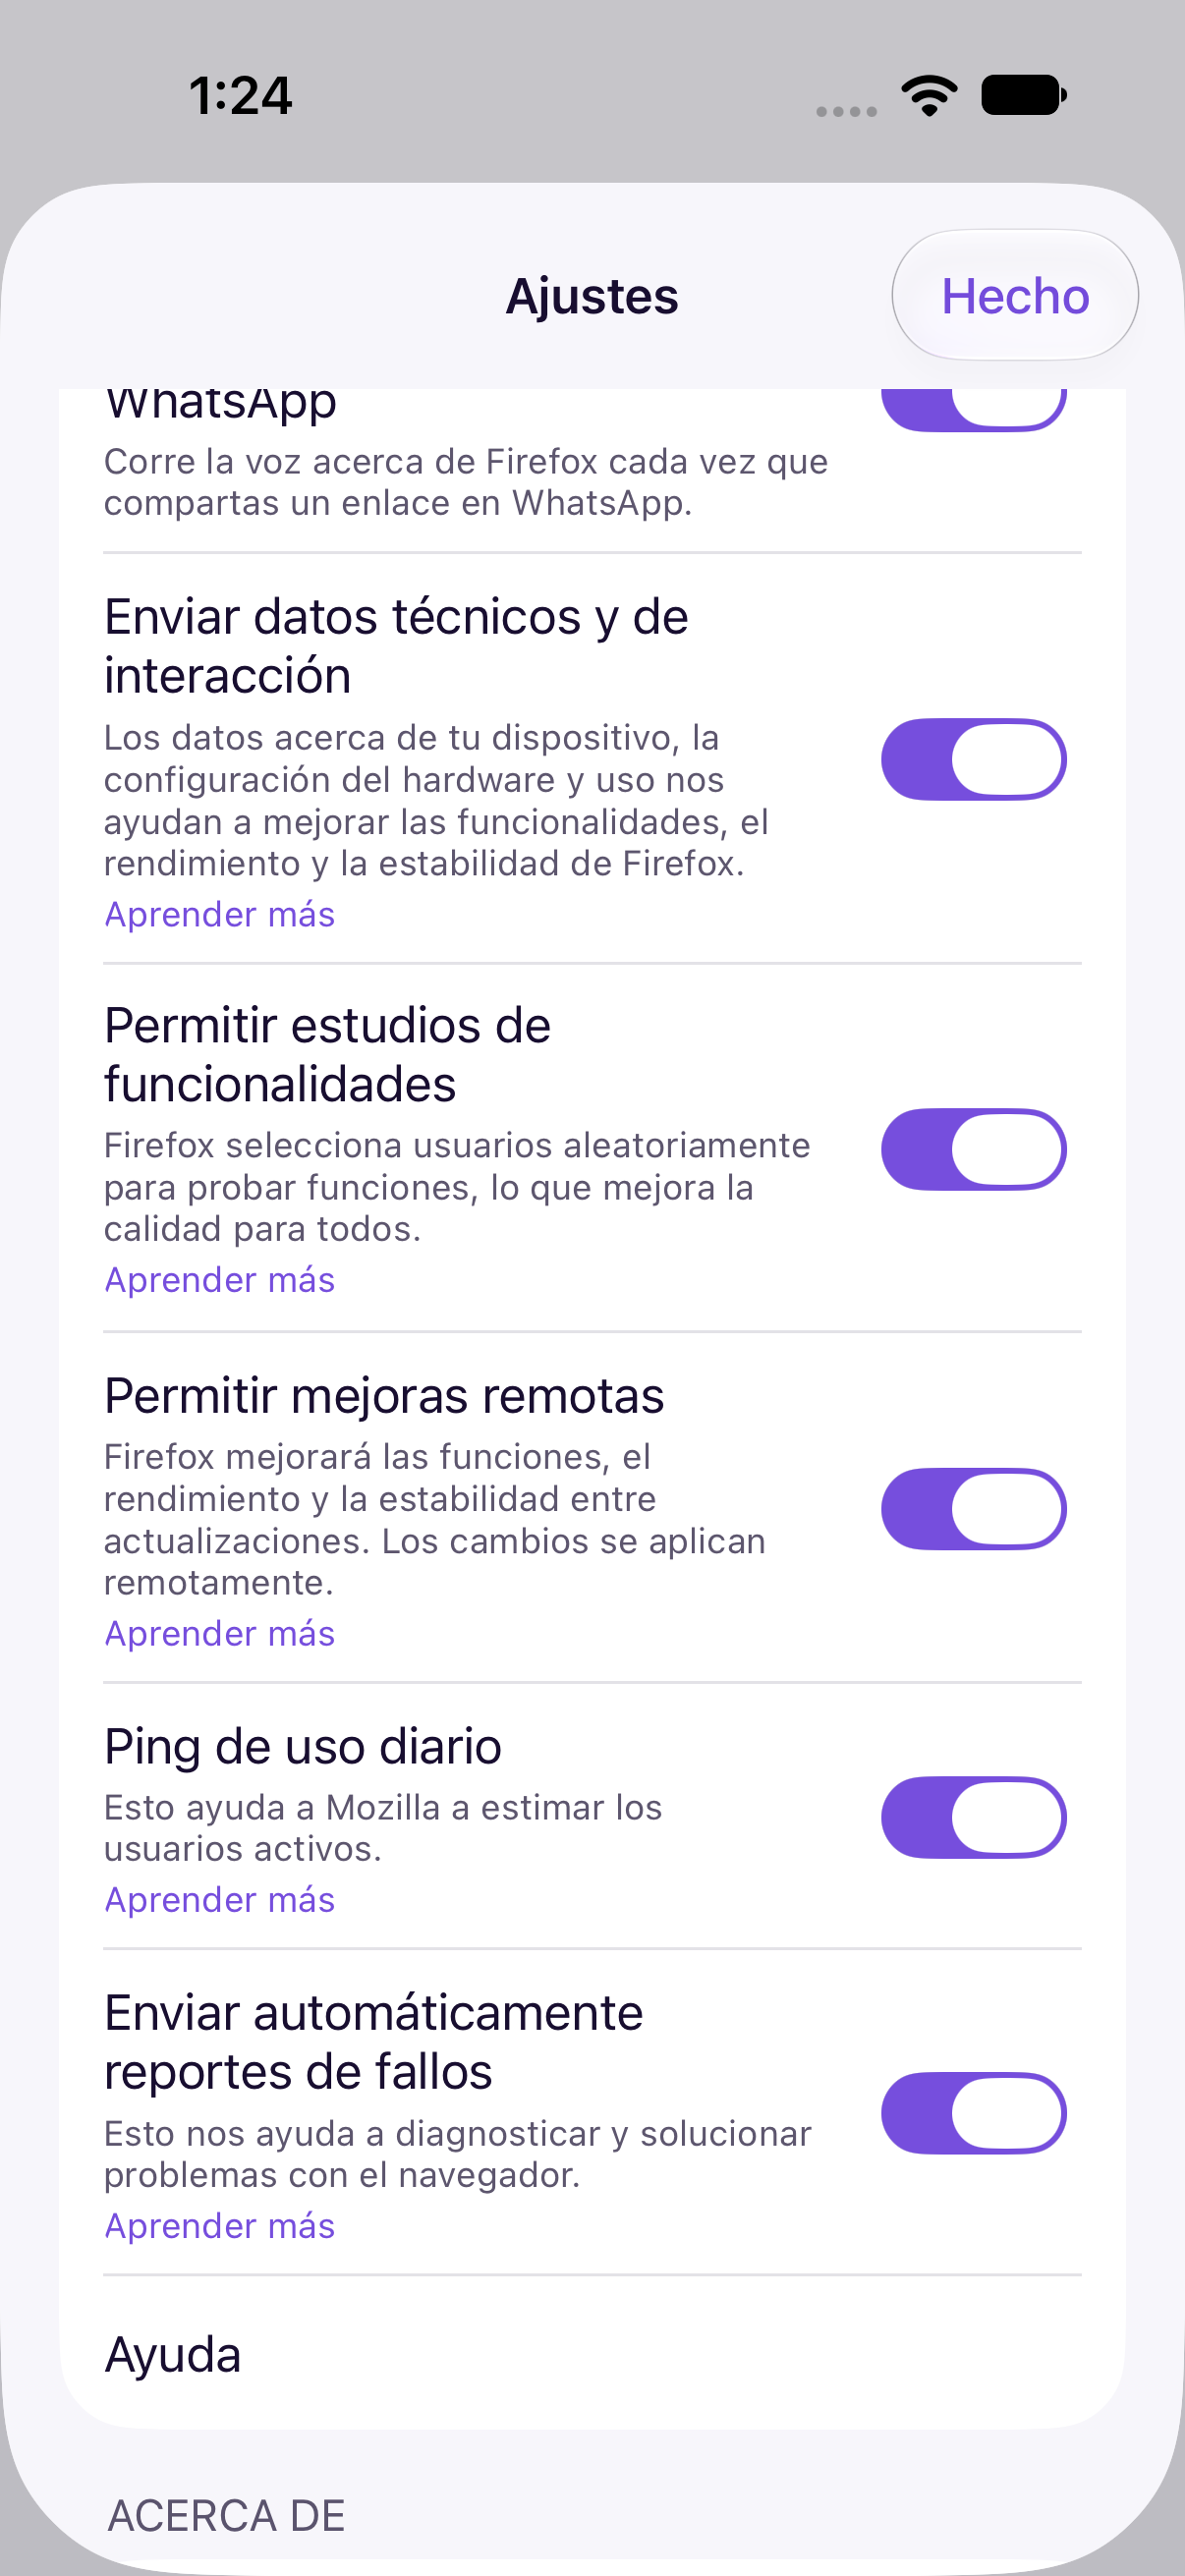 1:24
Ajustes
Hecho
WhatsApp
Corre la voz acerca de Firefox cada vez que
compartas un enlace en WhatsApp.
Enviar datos técnicos y de
interacción
Los datos acerca de tu dispositivo, la
configuración del hardware y uso nos
ayudan a mejorar las funcionalidades, el
rendimiento y la estabilidad de Firefox.
Aprender más
Permitir estudios de
funcionalidades
Firefox selecciona usuarios aleatoriamente
para probar funciones, lo que mejora la
calidad para todos.
Aprender más
Permitir mejoras remotas
Firefox mejorará las funciones, el
rendimiento y la estabilidad entre
actualizaciones. Los cambios se aplican
remotamente.
Aprender más
Ping de uso diario
Esto ayuda a Mozilla a estimar los
usuarios activos.
Aprender más
Enviar automáticamente
reportes de fallos
Esto nos ayuda a diagnosticar y solucionar
problemas con el navegador.
Aprender más
Ayuda
ACERCA DE